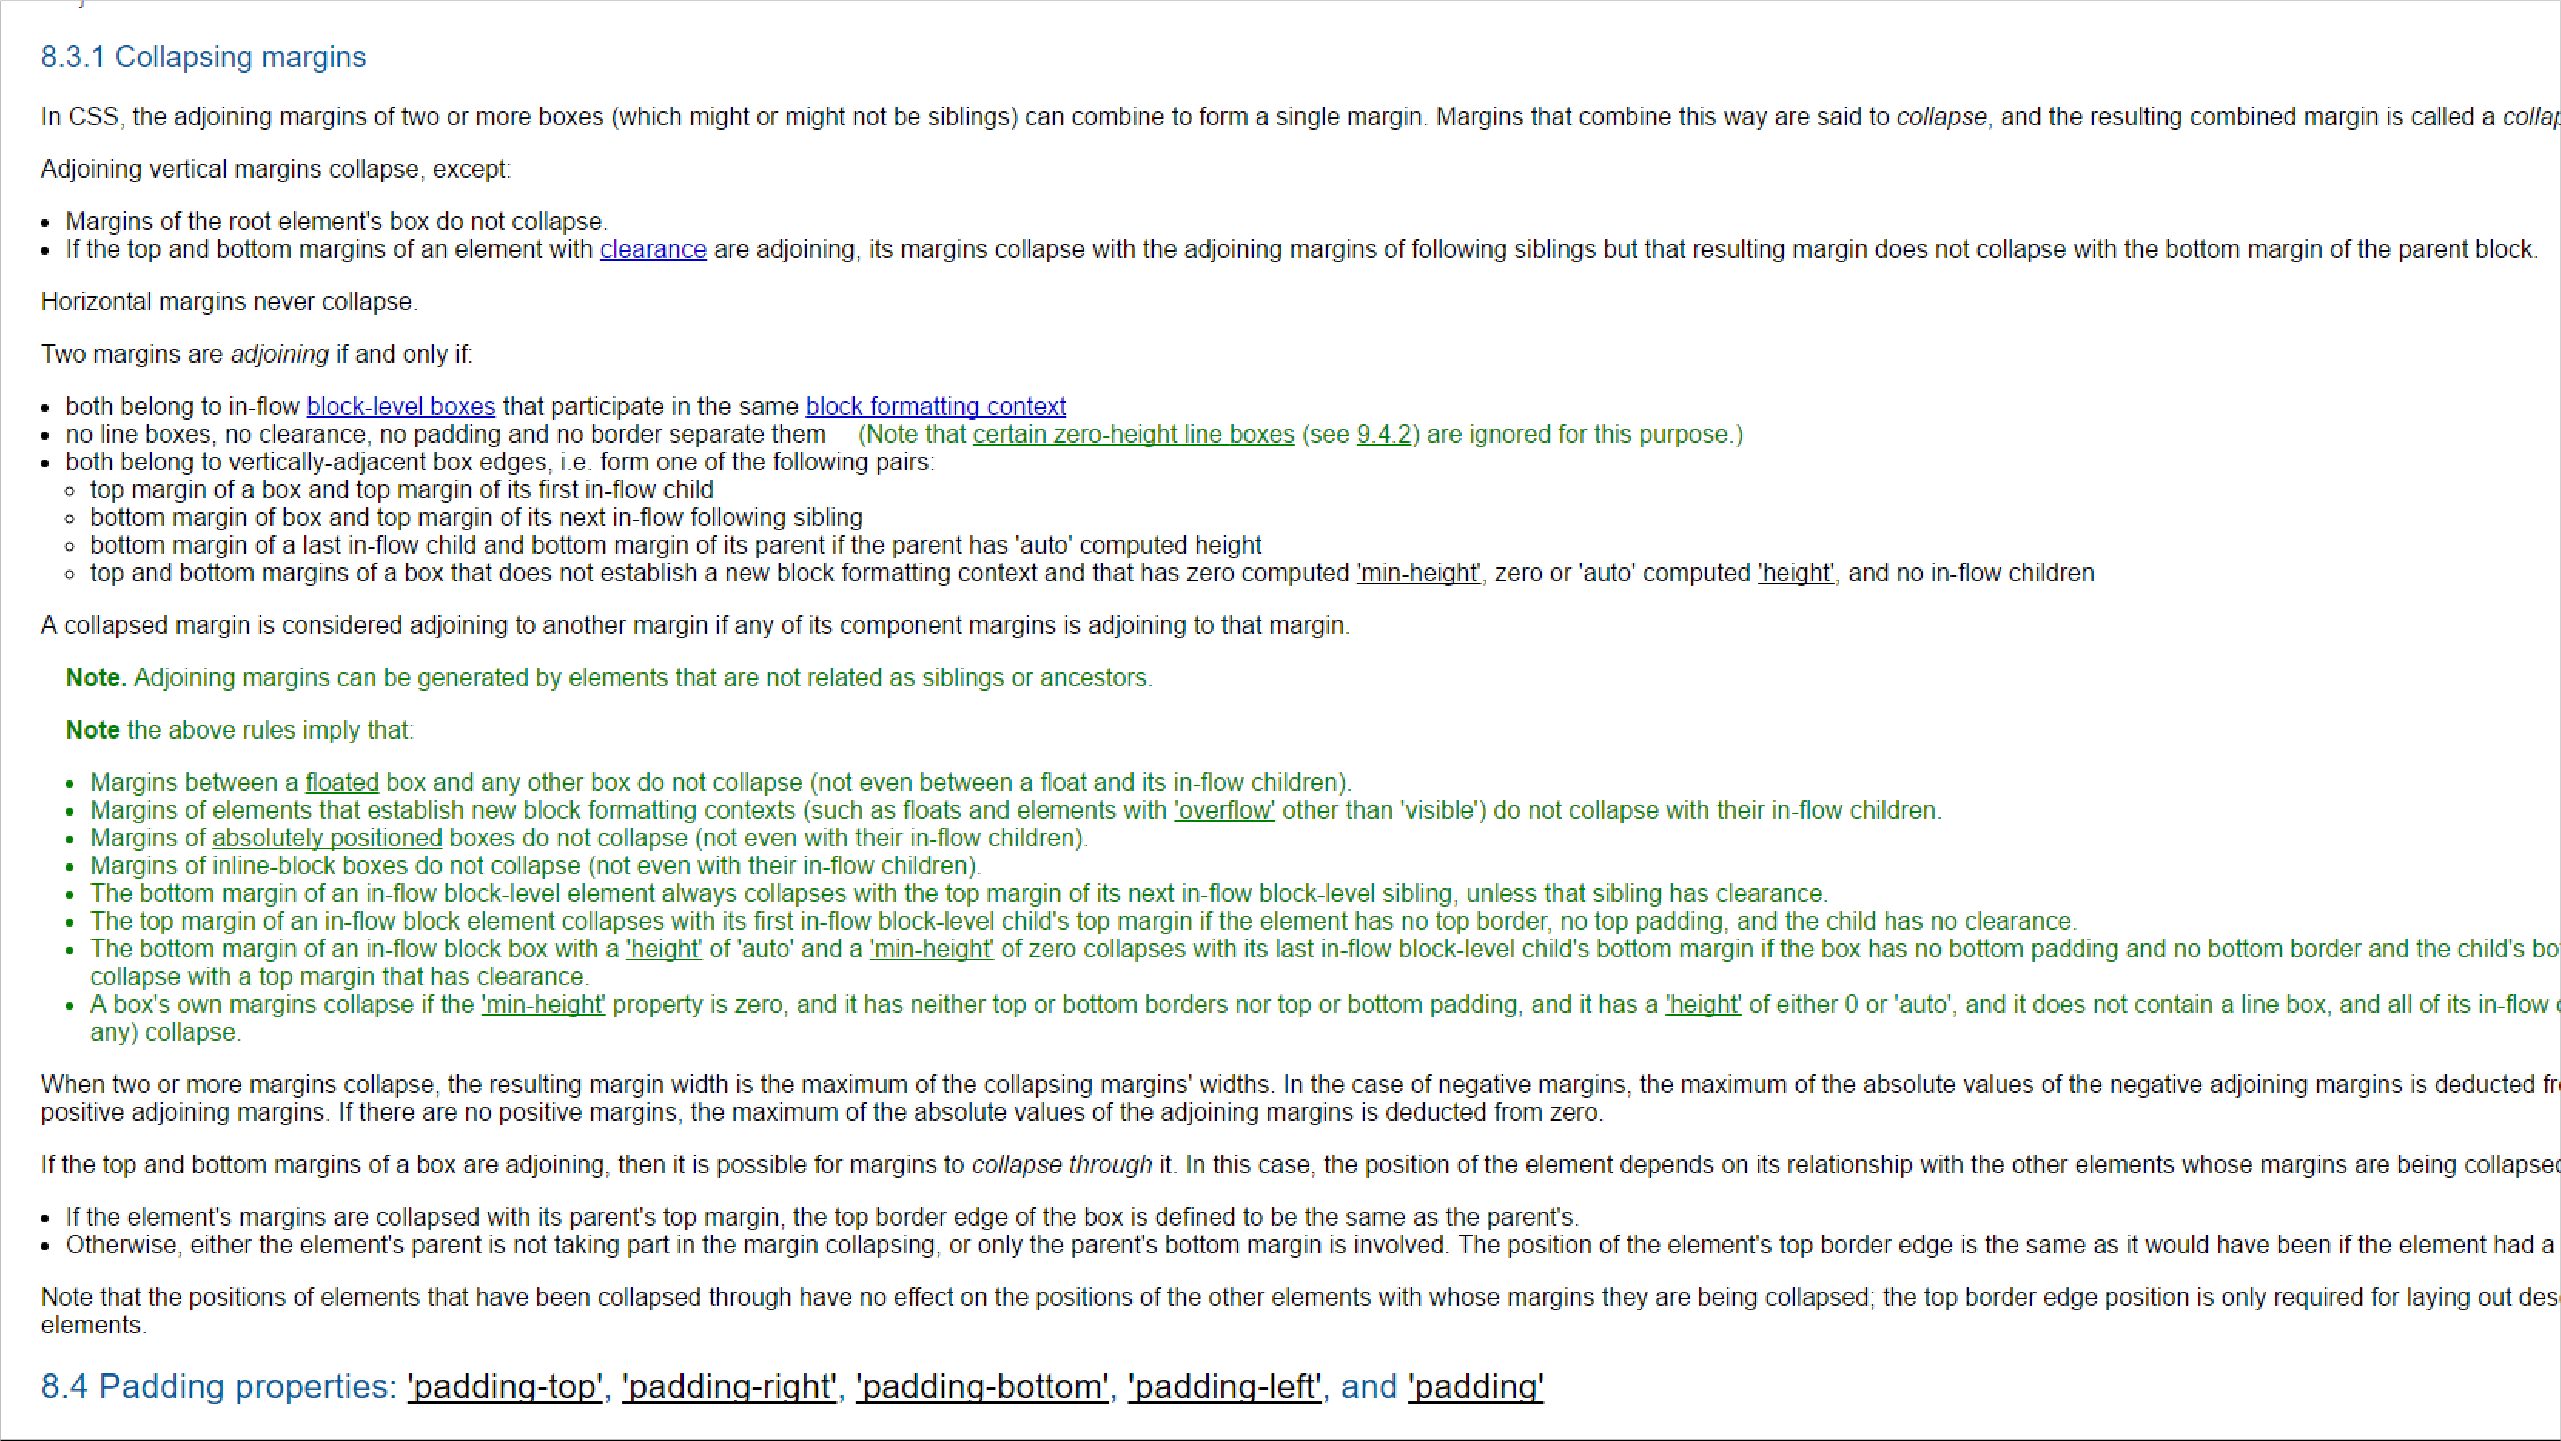 8.3.1 Collapsing margins
In CSS, the adjoining margins of two or more boxes (which might or might not be siblings) can combine to form a single margin. Margins that combine this way are said to collapse, and the resulting combined margin is called a
Adjoining vertical margins collapse, except:
• Margins of the root element's box do not collapse.
• If the top and bottom margins of an element with clearance are adjoining, its margins collapse with the adjoining margins of following siblings but that resulting margin does not collapse with the bottom margin of the parent block.
Horizontal margins never collapse.
Two margins are adjoining if and only if:
• both belong to in-flow block-level boxes that participate in the same block formatting context
• no line boxes, no clearance, no padding and no border separate them (Note that certain zero-height line boxes (see 9.4.2) are ignored for this purpose.)
• both belong to vertically-adjacent box edges, i.e. form one of the following pairs:
◦ top margin of a box and top margin of its first in-flow child
◦ bottom margin of box and top margin of its next in-flow following sibling
◦ bottom margin of a last in-flow child and bottom margin of its parent if the parent has 'auto' computed height
◦ top and bottom margins of a box that does not establish a new block formatting context and that has zero computed 'min-height', zero or 'auto' computed 'height', and no in-flow children
A collapsed margin is considered adjoining to another margin if any of its component margins is adjoining to that margin.
Note. Adjoining margins can be generated by elements that are not related as siblings or ancestors.
Note the above rules imply that:
• Margins between a floated box and any other box do not collapse (not even between a float and its in-flow children).
• Margins of elements that establish new block formatting contexts (such as floats and elements with 'overflow' other than 'visible') do not collapse with their in-flow children.
• Margins of absolutely positioned boxes do not collapse (not even with their in-flow children).
• Margins of inline-block boxes do not collapse (not even with their in-flow children).
• The bottom margin of an in-flow block-level element always collapses with the top margin of its next in-flow block-level sibling, unless that sibling has clearance.
• The top margin of an in-flow block element collapses with its first in-flow block-level child's top margin if the element has no top border, no top padding, and the child has no clearance.
• The bottom margin of an in-flow block box with a 'height' of 'auto' and a 'min-height' of zero collapses with its last in-flow block-level child's bottom margin if the box has no bottom padding and no bottom border and the child's
collapse with a top margin that has clearance.
• A box's own margins collapse if the 'min-height' property is zero, and it has neither top or bottom borders nor top or bottom padding, and it has a 'height' of either 0 or 'auto', and it does not contain a line box, and all of its in-flow
any) collapse.
When two or more margins collapse, the resulting margin width is the maximum of the collapsing margins' widths. In the case of negative margins, the maximum of the absolute values of the negative adjoining margins is deducted
positive adjoining margins. If there are no positive margins, the maximum of the absolute values of the adjoining margins is deducted from zero.
If the top and bottom margins of a box are adjoining, then it is possible for margins to collapse through it. In this case, the position of the element depends on its relationship with the other elements whose margins are being
• If the element's margins are collapsed with its parent's top margin, the top border edge of the box is defined to be the same as the parent's.
• Otherwise, either the element's parent is not taking part in the margin collapsing, or only the parent's bottom margin is involved. The position of the element's top border edge is the same as it would have been if the element had a
Note that the positions of elements that have been collapsed through have no effect on the positions of the other elements with whose margins they are being collapsed; the top border edge position is only required for laying out
elements.
8.4 Padding properties: 'padding-top', 'padding-right', 'padding-bottom', 'padding-left', and 'padding'